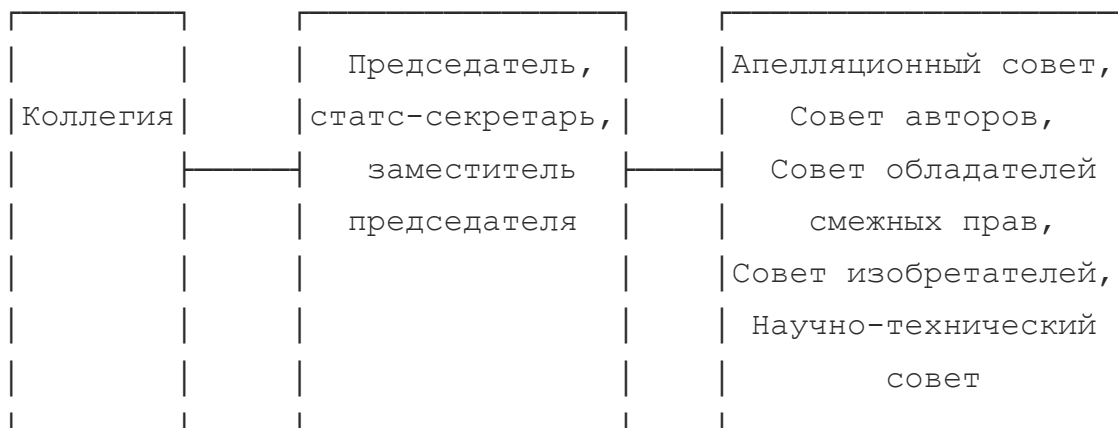 Коллегия
Председатель,
статс-секретарь,
заместитель
председателя
Апелляционный совет,
Совет авторов,
Совет обладателей
смежных прав,
Совет изобретателей,
Научно-технический
совет